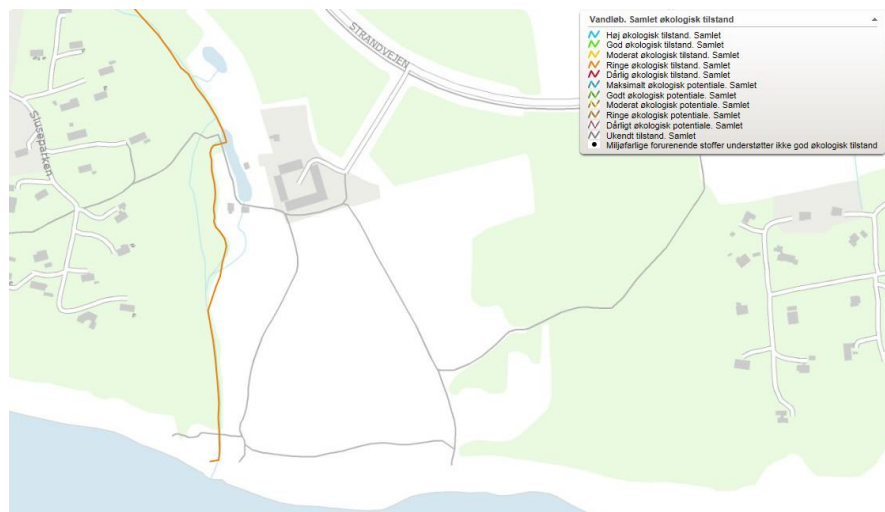 Vandløb. Samlet økologisk tilstand
Høj økologisk tilstand. Samlet
God økologisk tilstand. Samlet
Moderat økologisk tilstand. Samlet
Ringe økologisk tilstand. Samlet
Dårlig økologisk tilstand. Samlet
Maksimalt økologisk potentiale. Samlet
Godt økologisk potentiale. Samlet
Moderat økologisk potentiale. Samlet
Ringe økologisk potentiale. Samlet
Dårligt økologisk potentiale. Samlet
Ukendt tilstand. Samlet
Miljøfarlige forurenende stoffer understøtter ikke god økologisk tilstand
STRANDVEJEN
Sluseparken